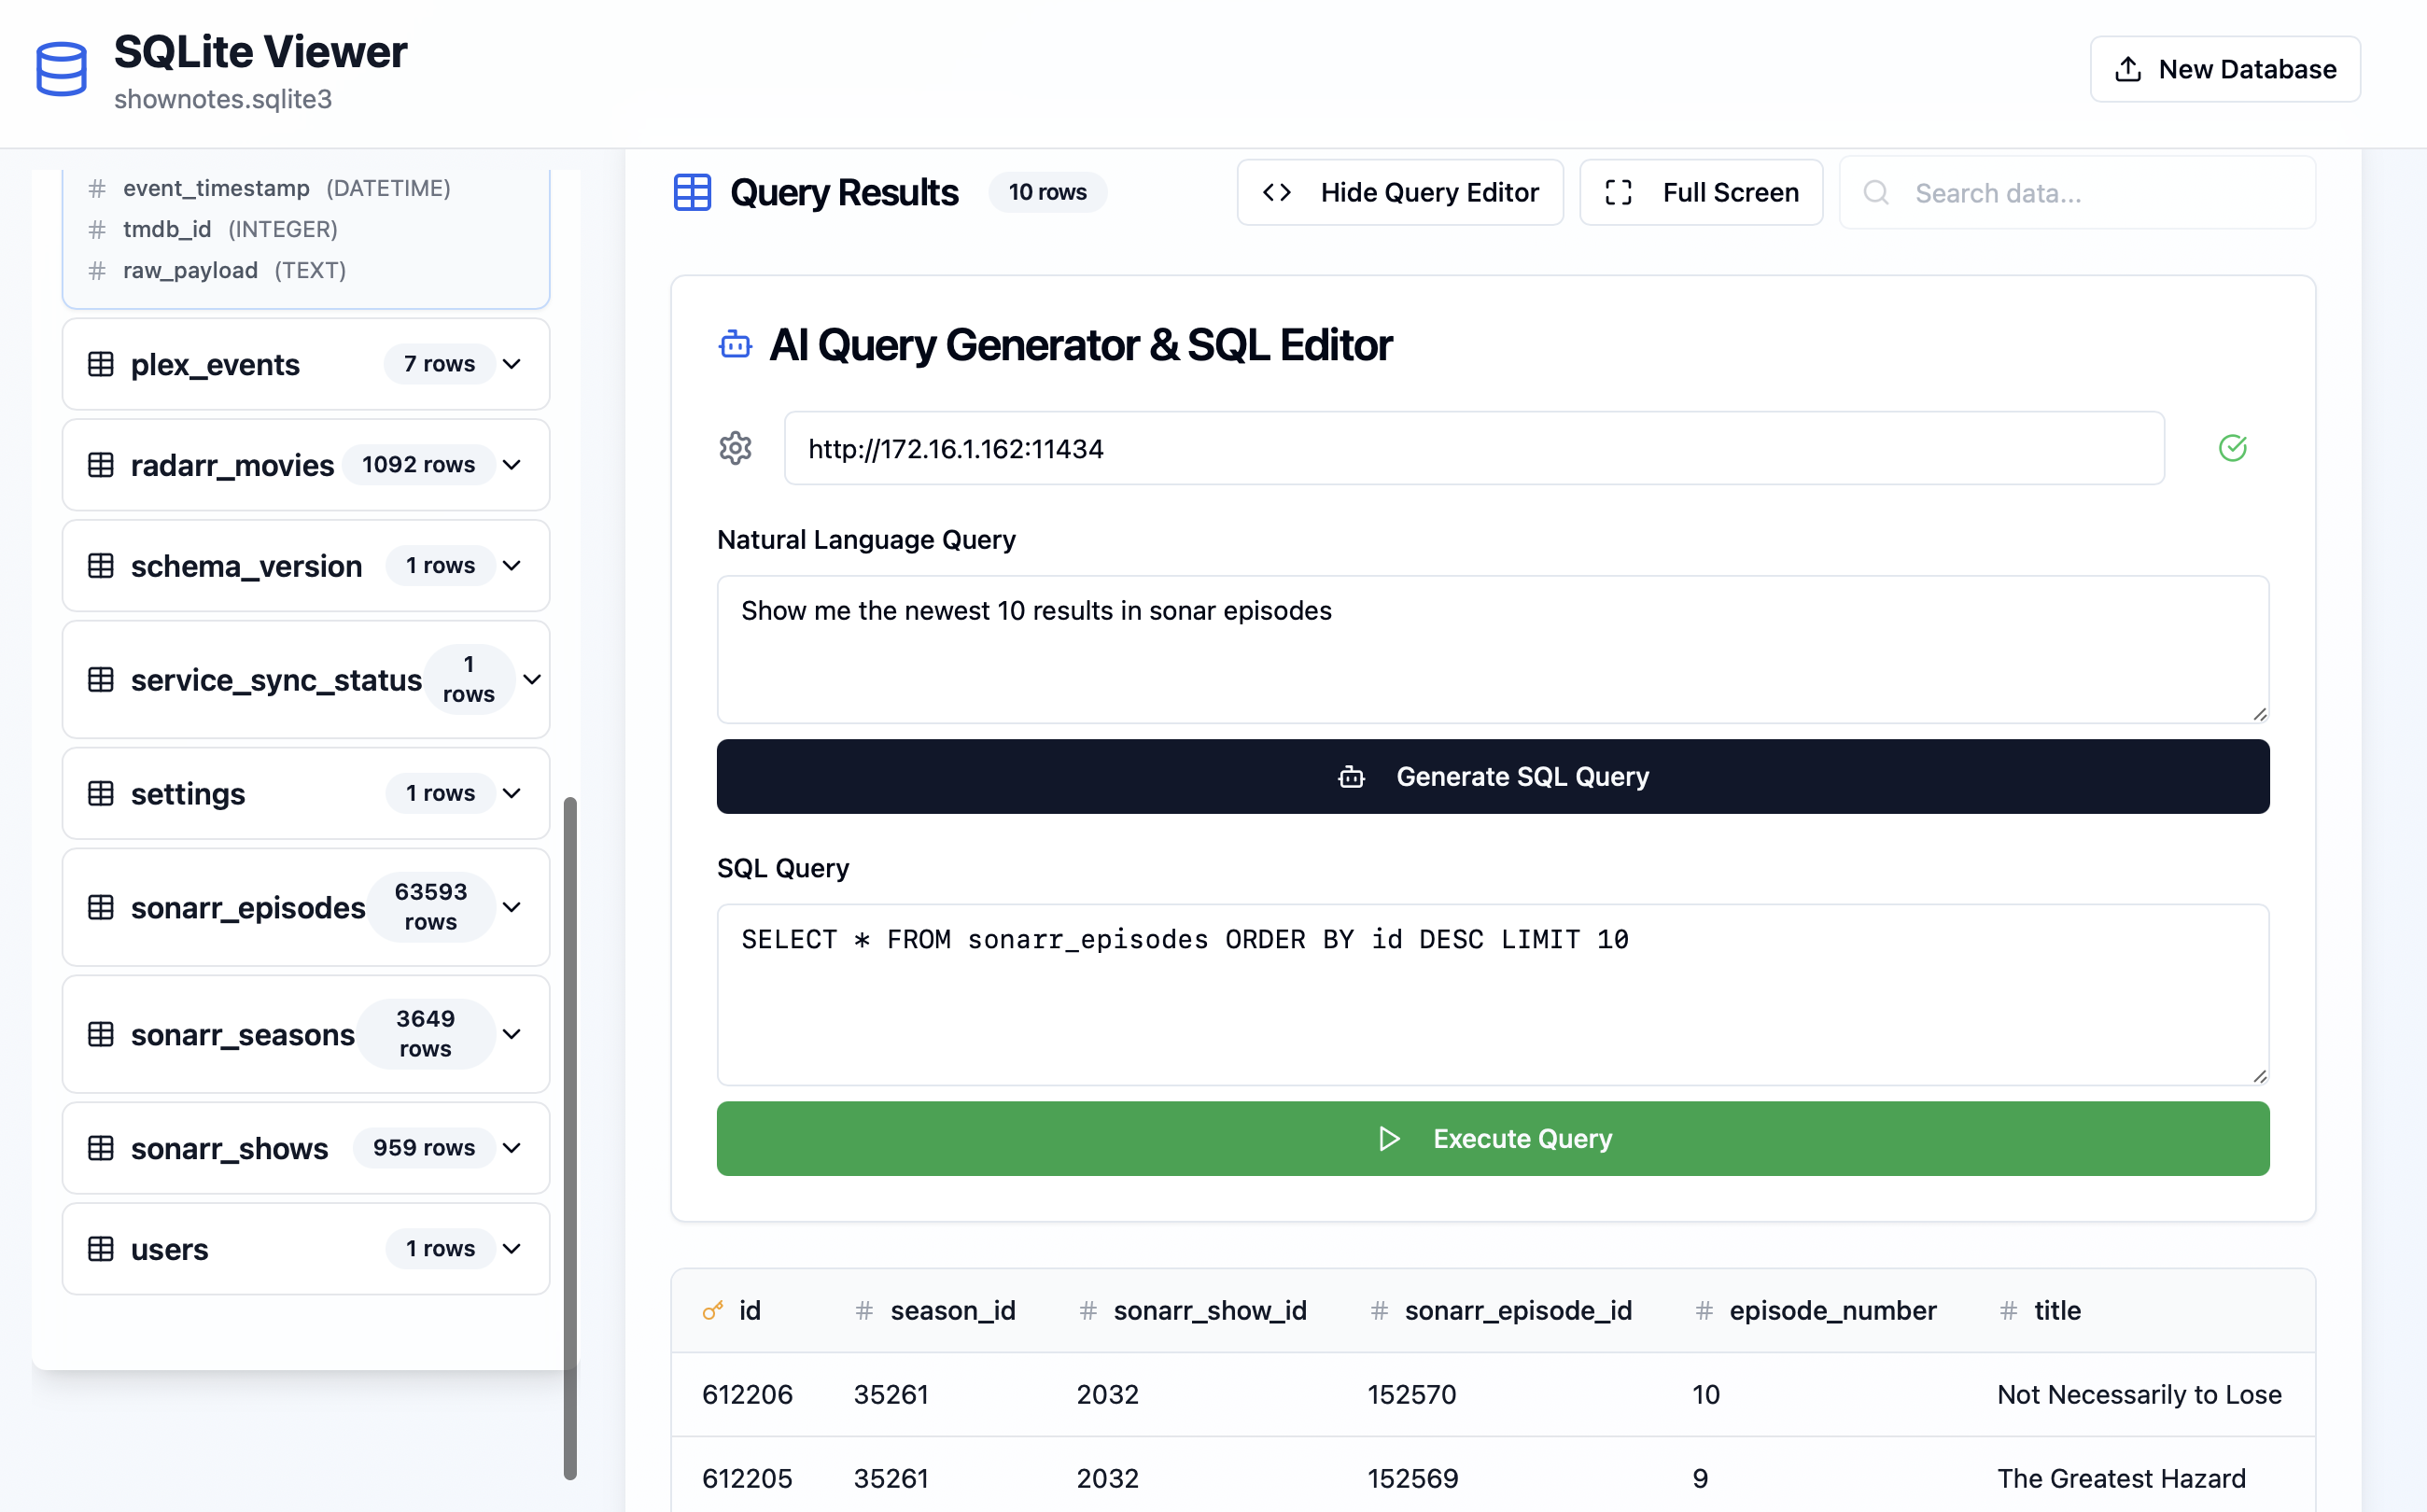 SQLite Viewer
shownotes.sqlite3
New Database
# event_timestamp (DATETIME)
# tmdb_id (INTEGER)
# raw_payload (TEXT)
plex_events 7 rows
radarr_movies 1092 rows
schema_version 1 rows
service_sync_status 1
rows
settings 1 rows
sonarr_episodes 63593
rows
sonarr_seasons 3649
rows
sonarr_shows 959 rows
users 1 rows
Query Results 10 rows
<> Hide Query Editor
Full Screen
Search data...
AI Query Generator & SQL Editor
http://172.16.1.162:11434
Natural Language Query
Show me the newest 10 results in sonar episodes
Generate SQL Query
SQL Query
SELECT * FROM sonarr_episodes ORDER BY id DESC LIMIT 10
Execute Query
id # season_id # sonarr_show_id # sonarr_episode_id # episode_number # title
612206 35261 2032 152570 10 Not Necessarily to Lose
612205 35261 2032 152569 9 The Greatest Hazard